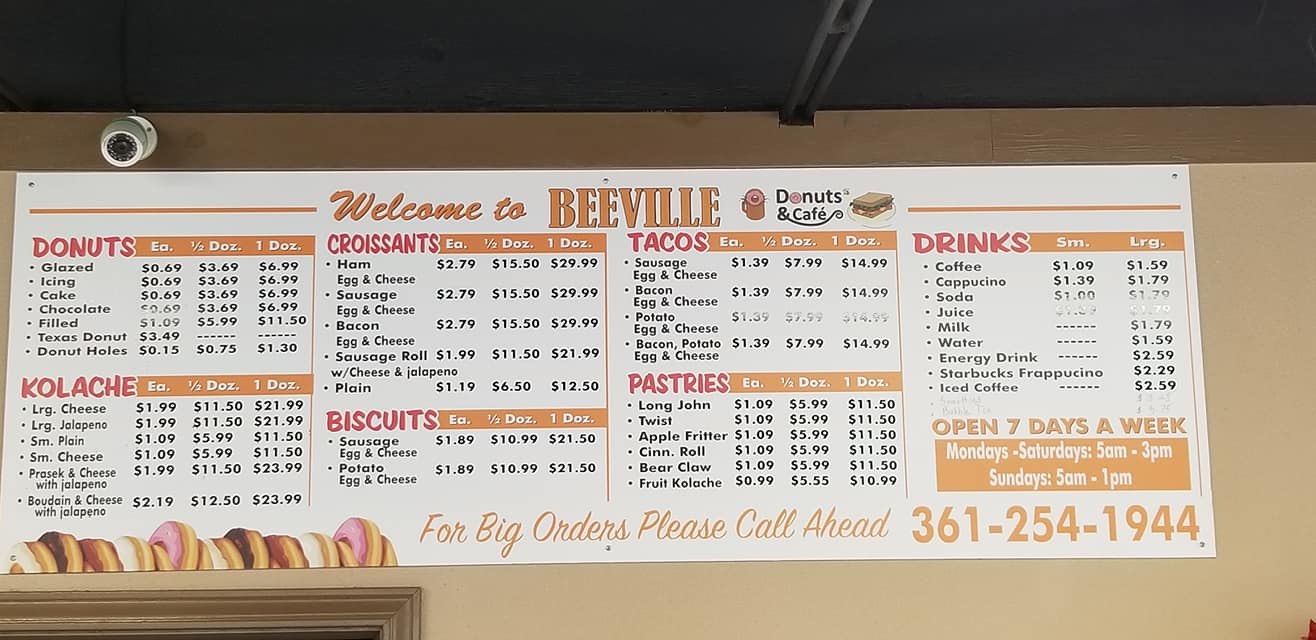 Welcome to BEEVILLE Donuts & Café
DONUTS Ea. ½ Doz. 1 Doz.
• Glazed $0.69 $3.69 $6.99
• Icing $0.69 $3.69 $6.99
• Cake $0.69 $3.69 $6.99
• Chocolate $0.69 $3.69 $6.99
• Filled $1.09 $5.99 $11.50
• Texas Donut $3.49 ------ ------
• Donut Holes $0.15 $0.75 $1.30
KOLACHE Ea. ½ Doz. 1 Doz.
• Lrg. Cheese $1.99 $11.50 $21.99
• Lrg. Jalapeno $1.99 $11.50 $21.99
• Sm. Plain $1.09 $5.99 $11.50
• Sm. Cheese $1.09 $5.99 $11.50
• Prasek & Cheese $1.99 $11.50 $23.99
with jalapeno
• Boudain & Cheese $2.19 $12.50 $23.99
with jalapeno
CROISSANTS Ea. ½ Doz. 1 Doz.
• Ham $2.79 $15.50 $29.99
Egg & Cheese
• Sausage $2.79 $15.50 $29.99
Egg & Cheese
• Bacon $2.79 $15.50 $29.99
Egg & Cheese
• Sausage Roll $1.99 $11.50 $21.99
w/Cheese & jalapeno
• Plain $1.19 $6.50 $12.50
BISCUITS Ea. ½ Doz. 1 Doz.
• Sausage $1.89 $10.99 $21.50
Egg & Cheese
• Potato $1.89 $10.99 $21.50
Egg & Cheese
TACOS Ea. ½ Doz. 1 Doz.
• Sausage $1.39 $7.99 $14.99
Egg & Cheese
• Bacon $1.39 $7.99 $14.99
Egg & Cheese
• Potato $1.39 $7.99 $14.99
Egg & Cheese
• Bacon, Potato $1.39 $7.99 $14.99
Egg & Cheese
PASTRIES Ea. ½ Doz. 1 Doz.
• Long John $1.09 $5.99 $11.50
• Twist $1.09 $5.99 $11.50
• Apple Fritter $1.09 $5.99 $11.50
• Cinn. Roll $1.09 $5.99 $11.50
• Bear Claw $1.09 $5.99 $11.50
• Fruit Kolache $0.99 $5.55 $10.99
DRINKS Sm. Lrg.
• Coffee $1.09 $1.59
• Cappucino $1.39 $1.79
• Soda $1.00 $1.79
• Juice $1.39 $1.79
• Milk ------ $1.79
• Water ------ $1.59
• Energy Drink ------ $2.59
• Starbucks Frappucino $2.29
• Iced Coffee ------ $2.59
OPEN 7 DAYS A WEEK
Mondays -Saturdays: 5am - 3pm
Sundays: 5am - 1pm
For Big Orders Please Call Ahead 361-254-1944